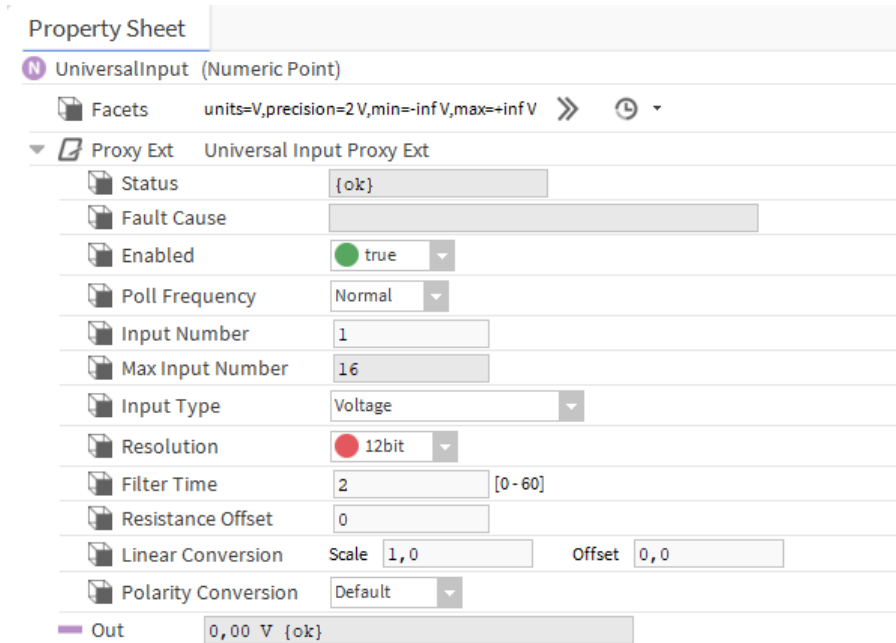 Property Sheet
N UniversalInput (Numeric Point)
Facets units=V,precision=2 V,min=-inf V,max=+inf V
Proxy Ext Universal Input Proxy Ext
Status {ok}
Fault Cause
Enabled true
Poll Frequency Normal
Input Number 1
Max Input Number 16
Input Type Voltage
Resolution 12bit
Filter Time 2 [0 - 60]
Resistance Offset 0
Linear Conversion Scale 1,0 Offset 0,0
Polarity Conversion Default
Out 0,00 V {ok}